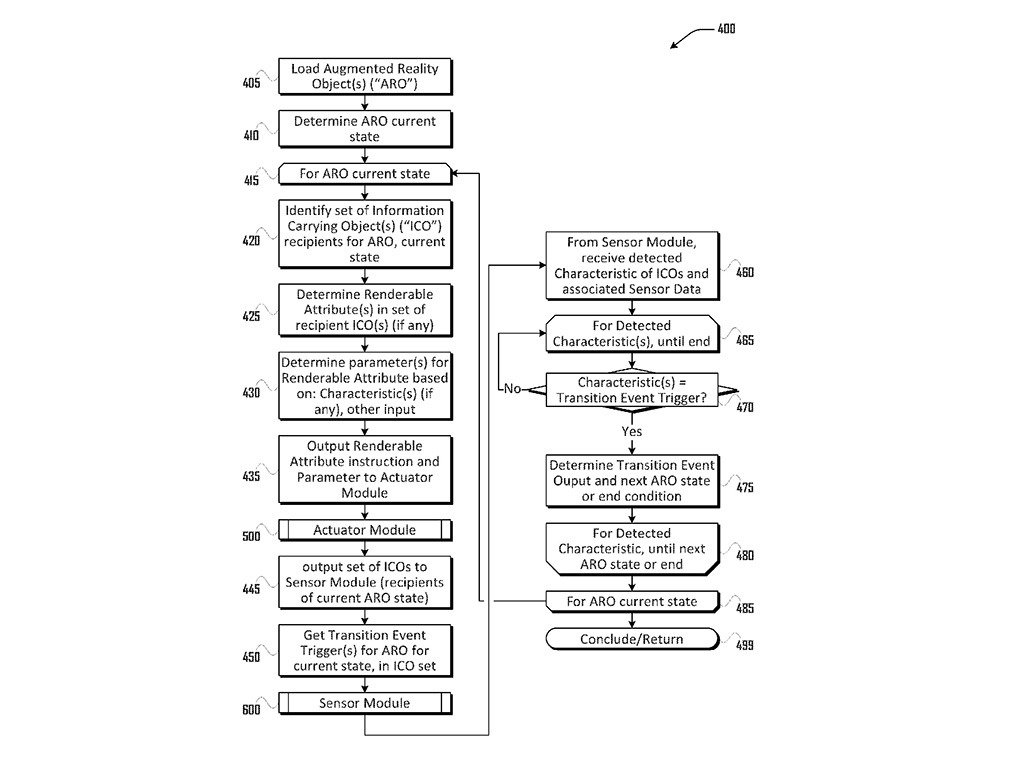 400
405
Load Augmented Reality
Object(s) (“ARO”)
410
Determine ARO current
state
415
For ARO current state
420
Identify set of Information
Carrying Object(s) (“ICO”)
recipients for ARO, current
state
425
Determine Renderable
Attribute(s) in set of
recipient ICO(s) (if any)
430
Determine parameter(s) for
Renderable Attribute based
on: Characteristic(s) (if
any), other input
435
Output Renderable
Attribute instruction and
Parameter to Actuator
Module
500
Actuator Module
445
output set of ICOs to
Sensor Module (recipients
of current ARO state)
450
Get Transition Event
Trigger(s) for ARO for
current state, in ICO set
600
Sensor Module
From Sensor Module,
receive detected
Characteristic of ICOs and
associated Sensor Data
460
For Detected
Characteristic(s), until end
465
Characteristic(s) =
Transition Event Trigger?
470
No
Yes
Determine Transition Event
Ouput and next ARO state
or end condition
475
For Detected
Characteristic, until next
ARO state or end
480
For ARO current state
485
Conclude/Return
499